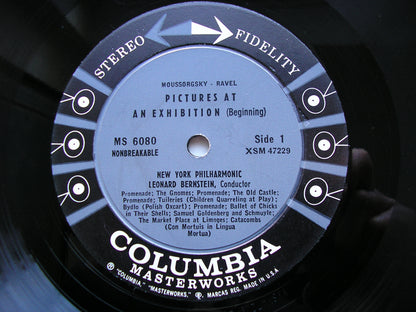 STEREO FIDELITY
MOUSSORGSKY - RAVEL
PICTURES AT
AN EXHIBITION (Beginning)
MS 6080 Side 1
NONBREAKABLE XSM 47229
NEW YORK PHILHARMONIC
LEONARD BERNSTEIN, Conductor
Promenade; The Gnomes; Promenade; The Old Castle;
Promenade; Tuileries (Children Quarreling at Play);
Bydlo (Polish Oxcart); Promenade; Ballet of Chicks
in Their Shells; Samuel Goldenberg and Schmuyle;
The Market Place at Limoges; Catacombs
(Con Mortuis in Lingua
Mortua)
COLUMBIA
MASTERWORKS
® "COLUMBIA," "MASTERWORKS," ℗ MARCAS REG. MADE IN U.S.A.